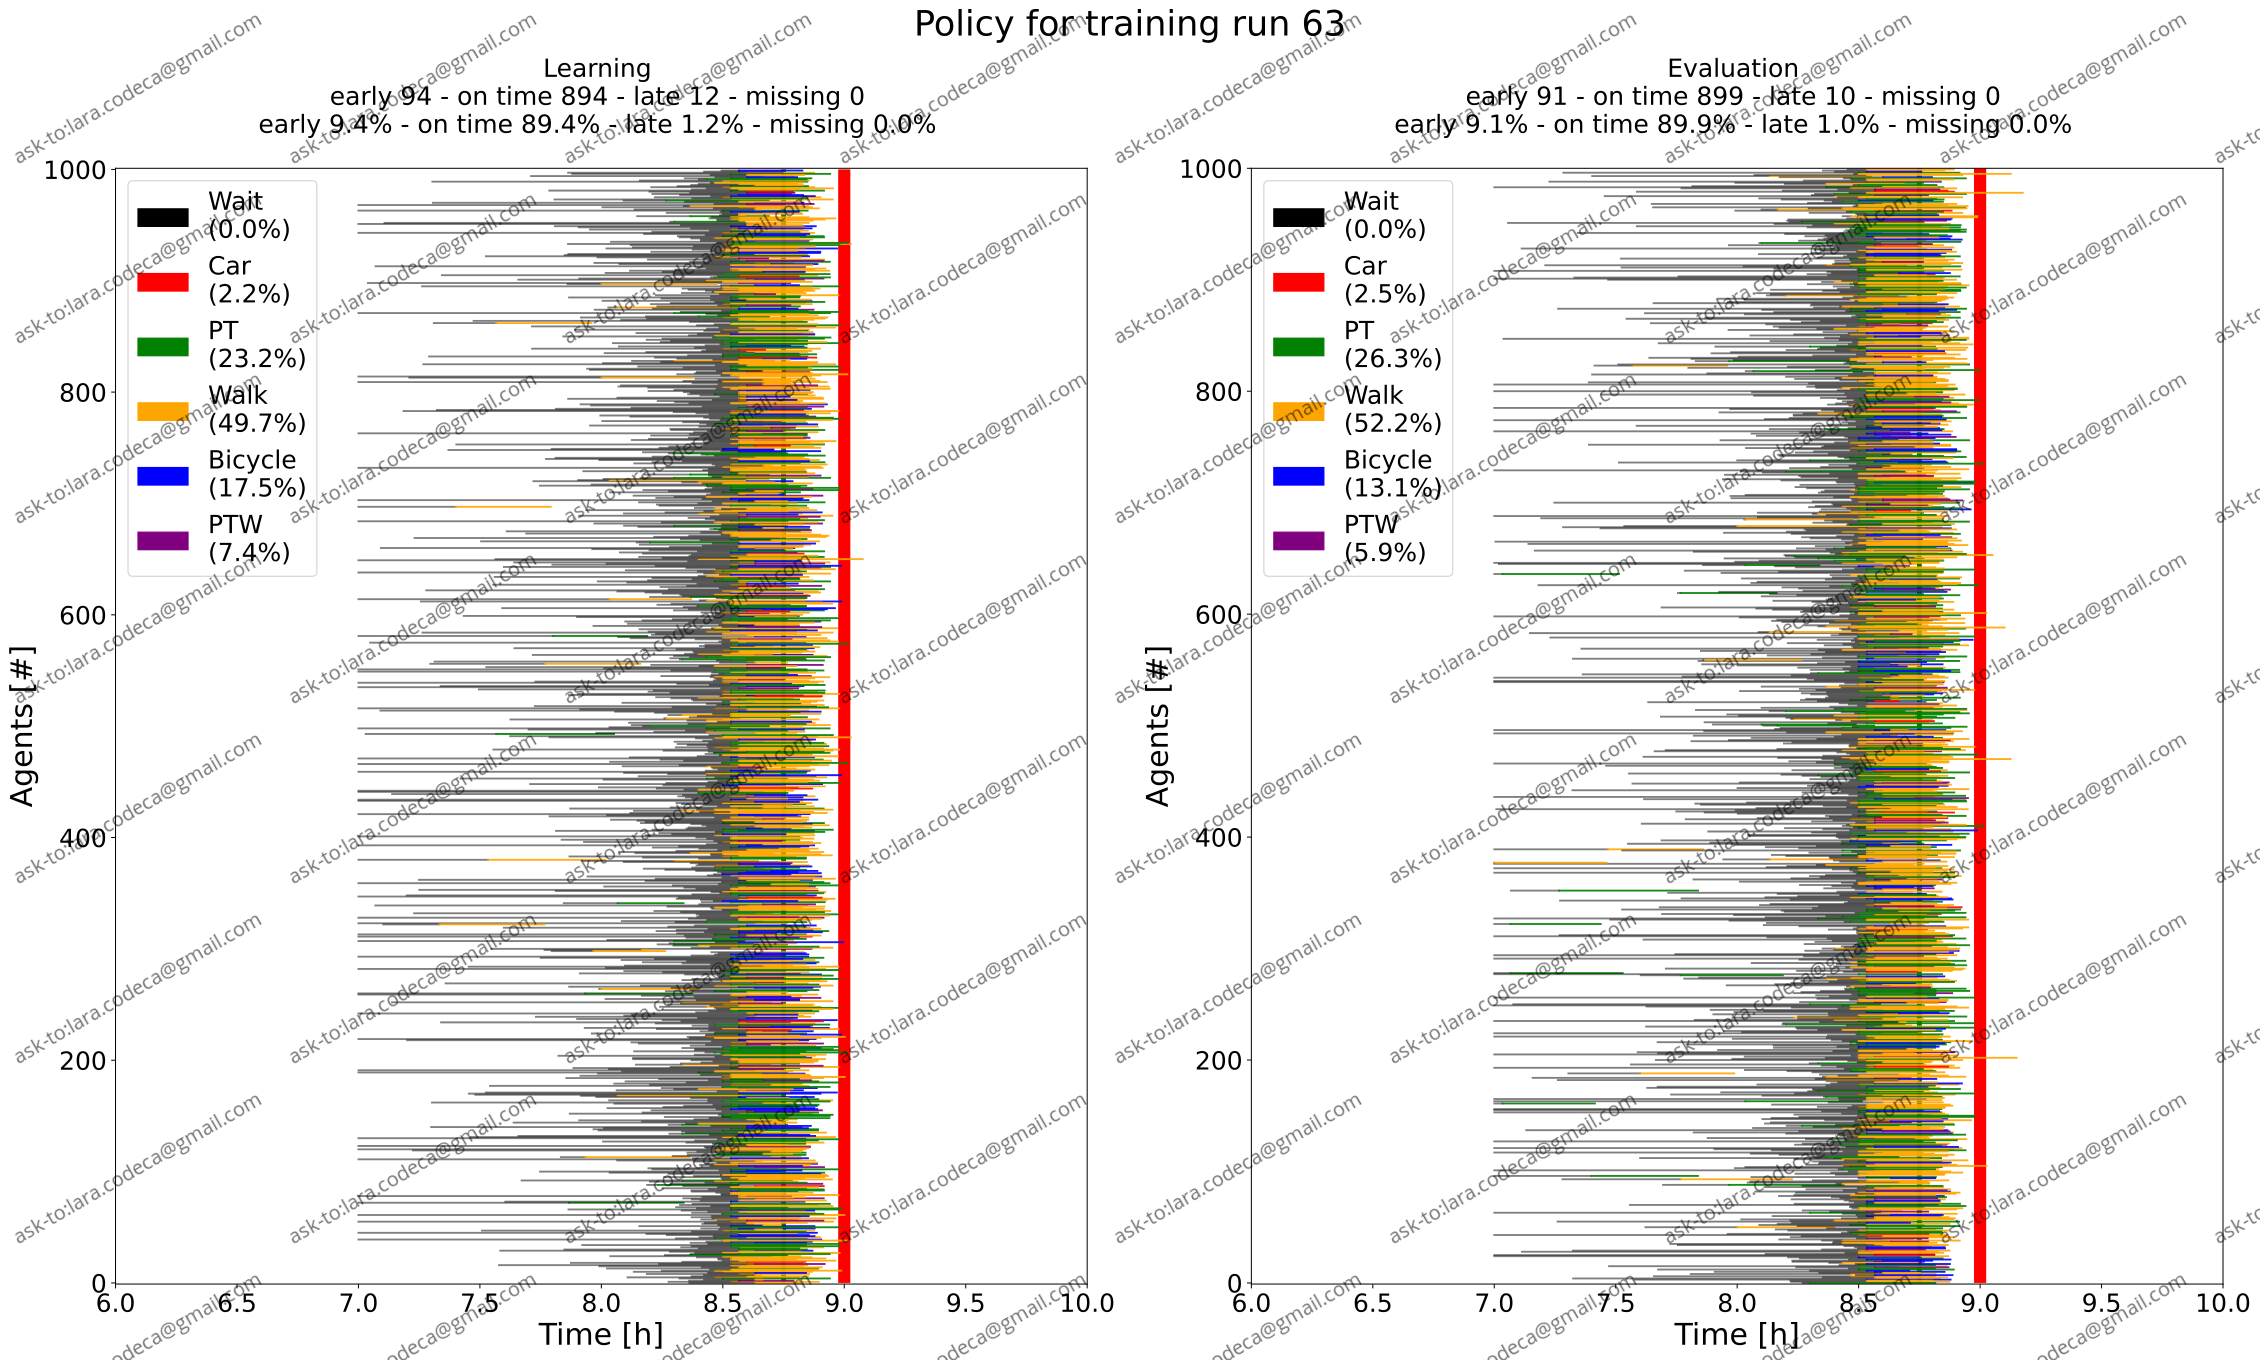 Policy for training run 63
Learning
early 94 - on time 894 - late 12 - missing 0
early 9.4% - on time 89.4% - late 1.2% - missing 0.0%
Agents [#]
1000
800
600
400
200
0
Wait
(0.0%)
Car
(2.2%)
PT
(23.2%)
Walk
(49.7%)
Bicycle
(17.5%)
PTW
(7.4%)
6.0 6.5 7.0 7.5 8.0 8.5 9.0 9.5 10.0
Time [h]
Evaluation
early 91 - on time 899 - late 10 - missing 0
early 9.1% - on time 89.9% - late 1.0% - missing 0.0%
Agents [#]
1000
800
600
400
200
0
Wait
(0.0%)
Car
(2.5%)
PT
(26.3%)
Walk
(52.2%)
Bicycle
(13.1%)
PTW
(5.9%)
6.0 6.5 7.0 7.5 8.0 8.5 9.0 9.5 10.0
Time [h]
ask-to:lara.codeca@gmail.com